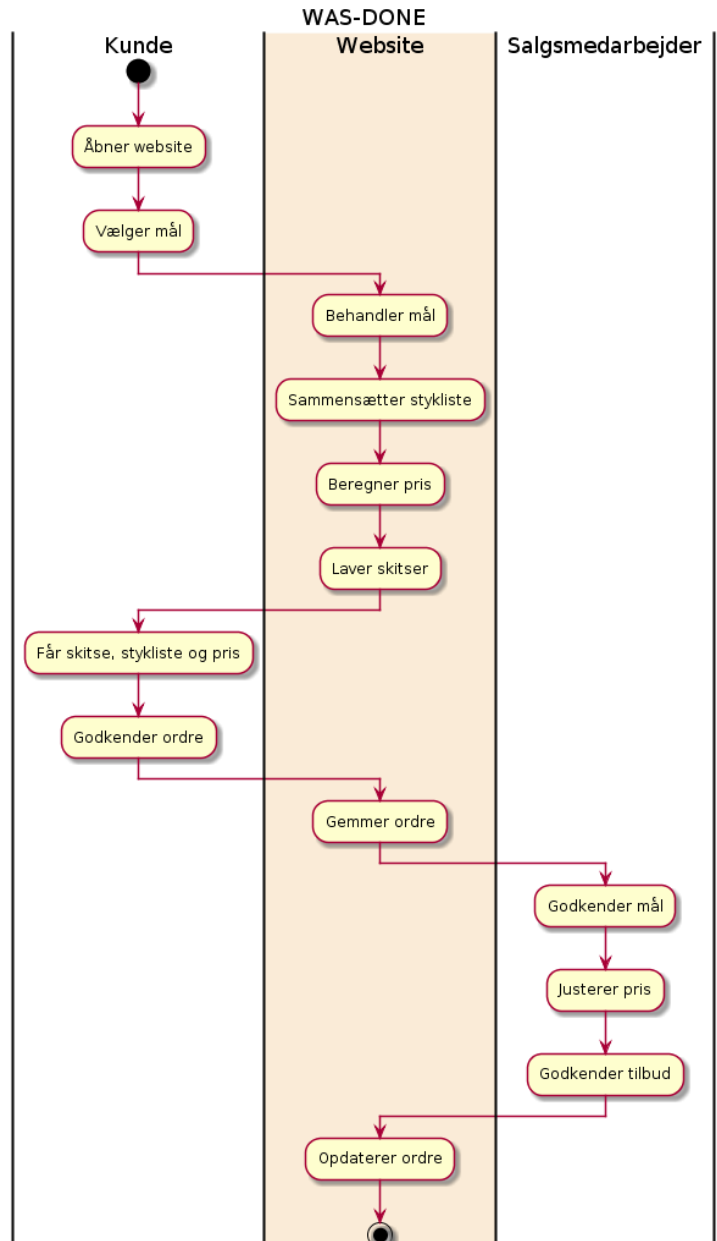 WAS-DONE
Kunde
Website
Salgsmedarbejder
Åbner website
Vælger mål
Behandler mål
Sammensætter stykliste
Beregner pris
Laver skitser
Får skitse, stykliste og pris
Godkender ordre
Gemmer ordre
Godkender mål
Justerer pris
Godkender tilbud
Opdaterer ordre